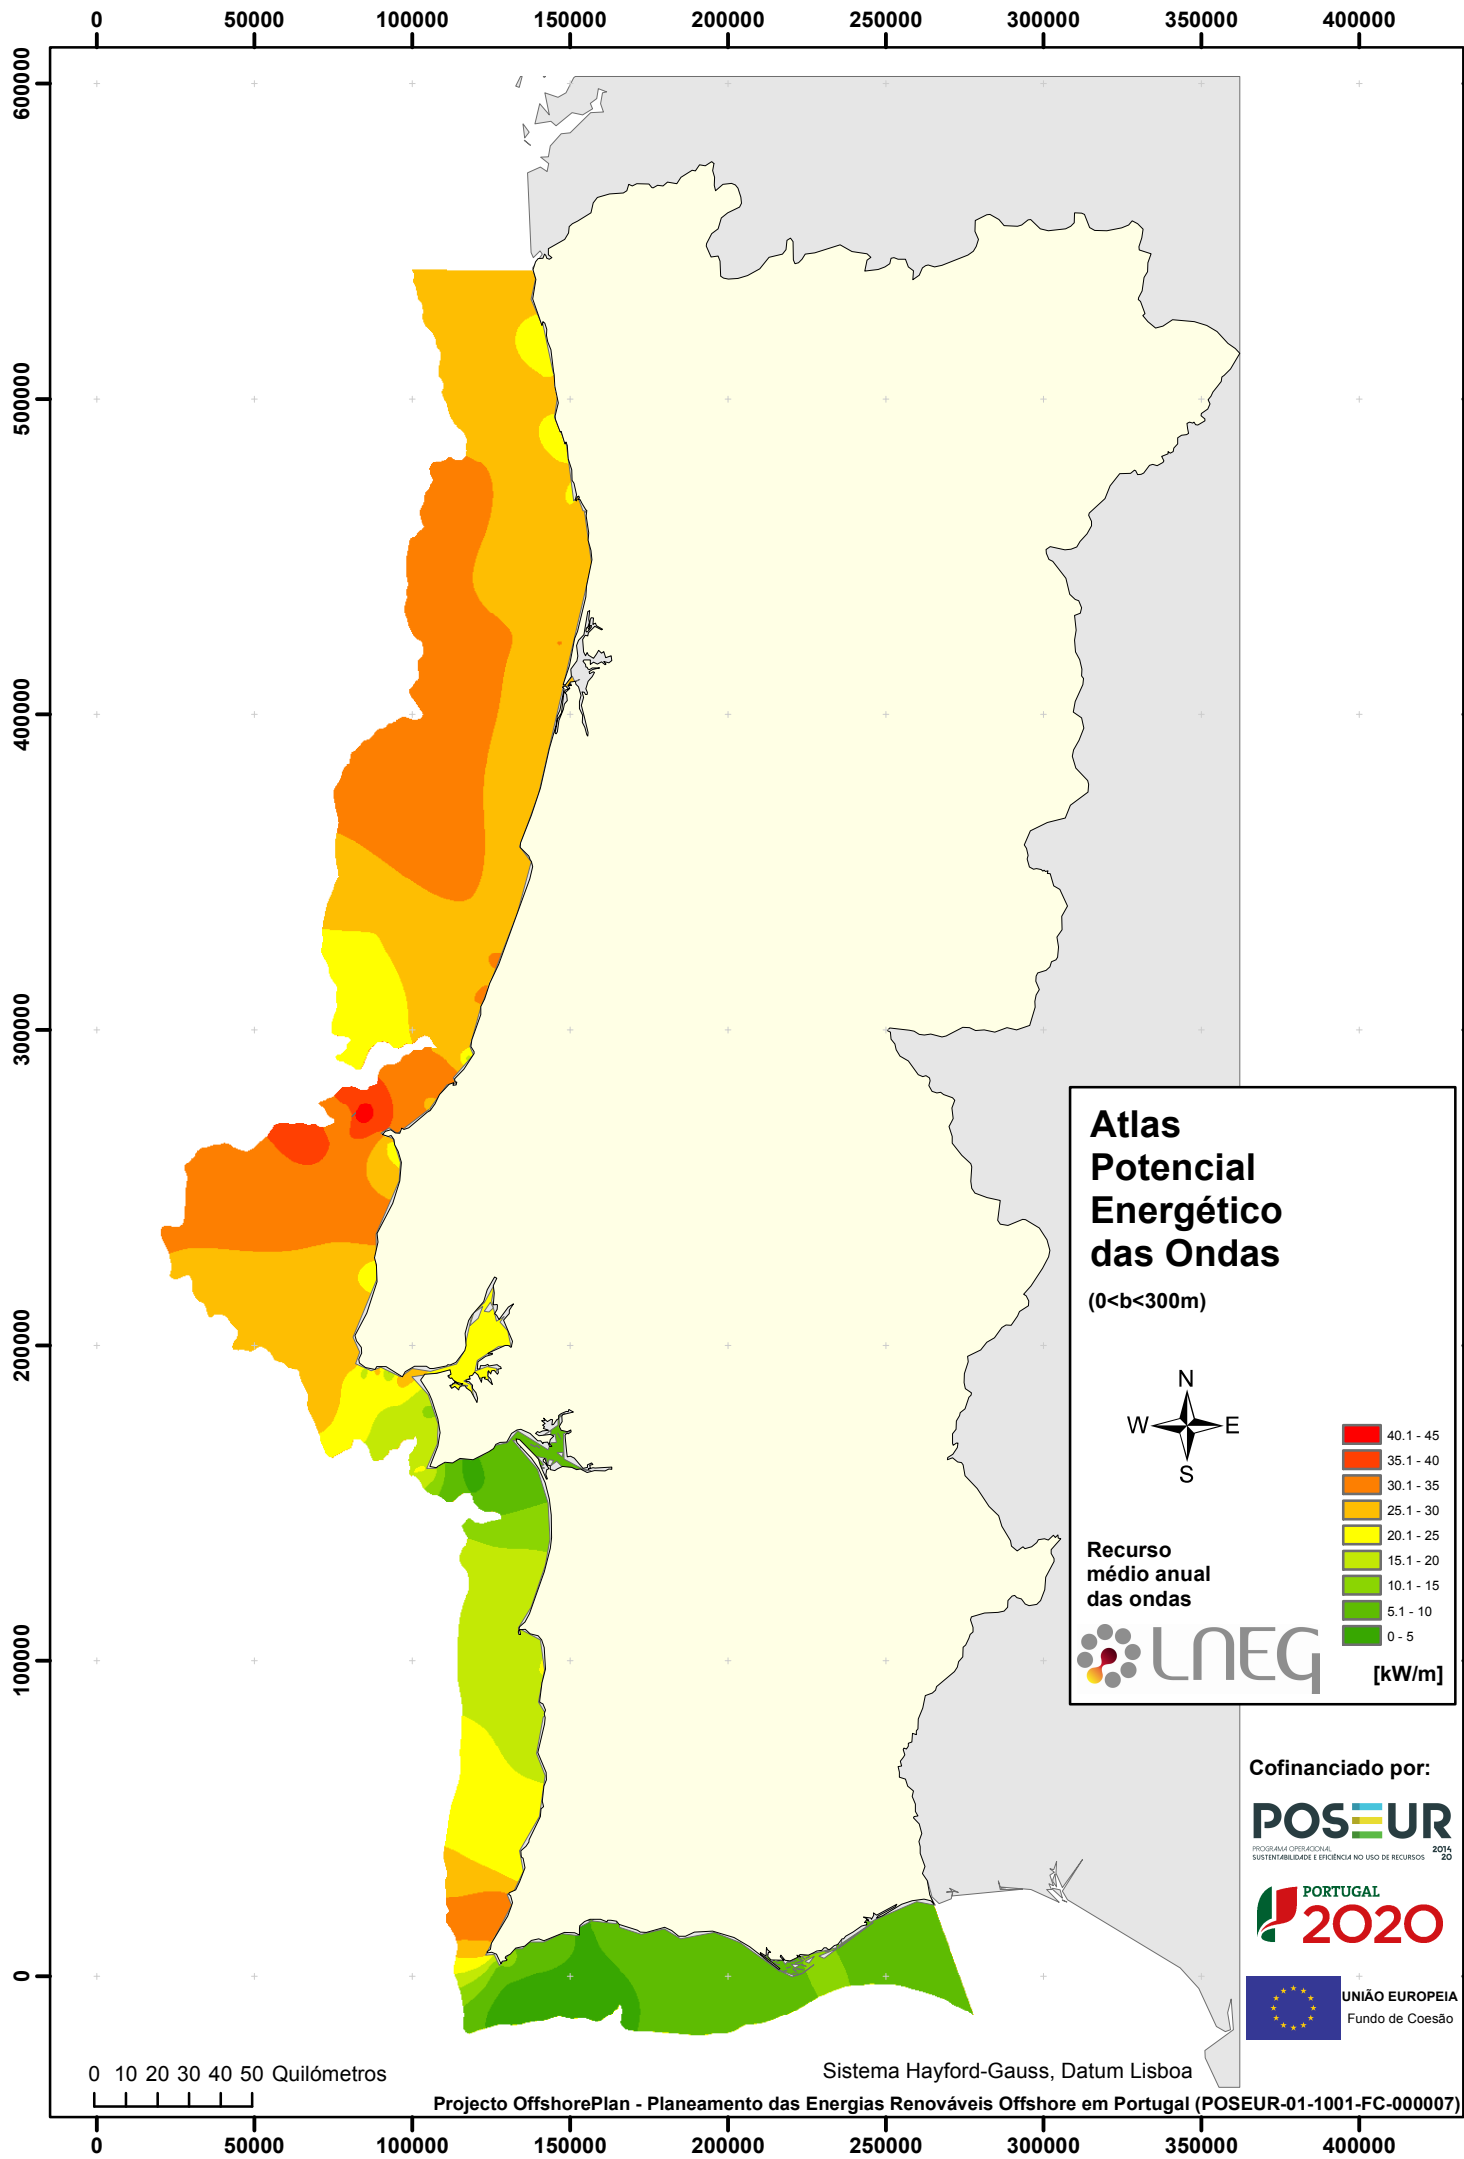 0 50000 100000 150000 200000 250000 300000 350000 400000
600000
500000
400000
300000
200000
100000
0
Atlas
Potencial
Energético
das Ondas
(0<b<300m)
N
W E
S
Recurso
médio anual
das ondas
LNEG
40.1 - 45
35.1 - 40
30.1 - 35
25.1 - 30
20.1 - 25
15.1 - 20
10.1 - 15
5.1 - 10
0 - 5
[kW/m]
Cofinanciado por:
POSEUR
PROGRAMA OPERACIONAL
SUSTENTABILIDADE E EFICIÊNCIA NO USO DE RECURSOS
2014
20
PORTUGAL
2020
UNIÃO EUROPEIA
Fundo de Coesão
0 10 20 30 40 50 Quilómetros
Sistema Hayford-Gauss, Datum Lisboa
Projecto OffshorePlan - Planeamento das Energias Renováveis Offshore em Portugal (POSEUR-01-1001-FC-000007)
0 50000 100000 150000 200000 250000 300000 350000 400000